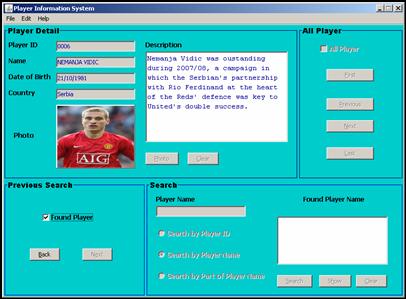 Player Information System
File Edit Help
Player Detail
Player ID 0006
Name NEMANJA VIDIC
Date of Birth 21/10/1981
Country Serbia
Photo
AIG
Description
Nemanja Vidic was oustanding
during 2007/08, a campaign in
which the Serbian's partnership
with Rio Ferdinand at the heart
of the Reds' defence was key to
United's double success.
Photo Clear
All Player
All Player
First
Previous
Next
Last
Previous Search
Found Player
Back Next
Search
Player Name
Search by Player ID
Search by Player Name
Search by Part of Player Name
Found Player Name
Search Show Clear